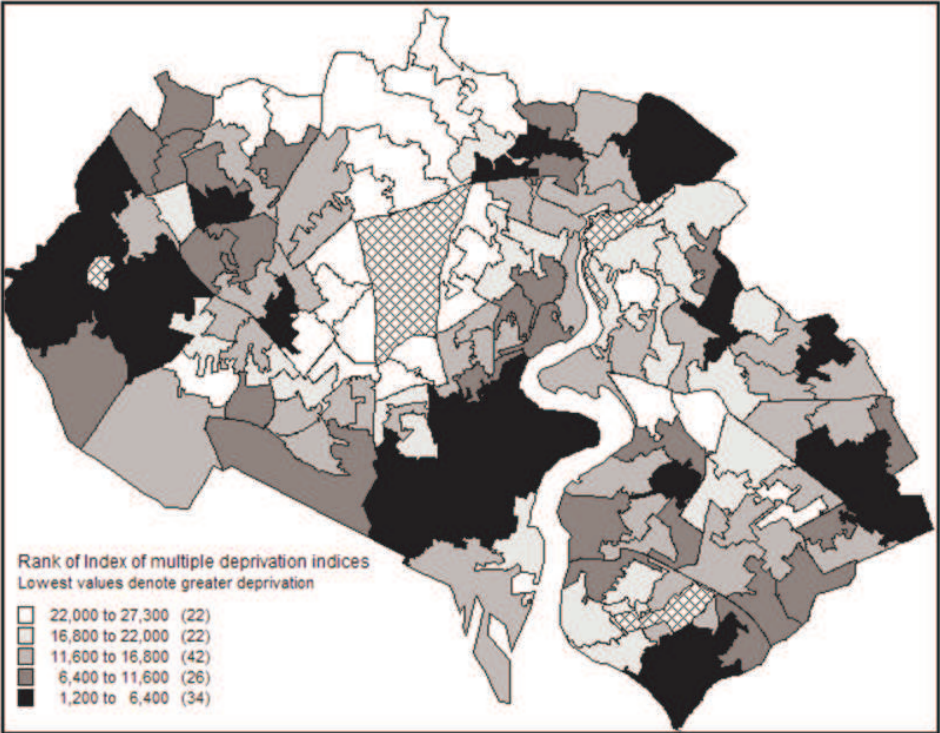 Rank of Index of multiple deprivation indices
Lowest values denote greater deprivation
22,000 to 27,300 (22)
16,800 to 22,000 (22)
11,600 to 16,800 (42)
6,400 to 11,600 (26)
1,200 to 6,400 (34)